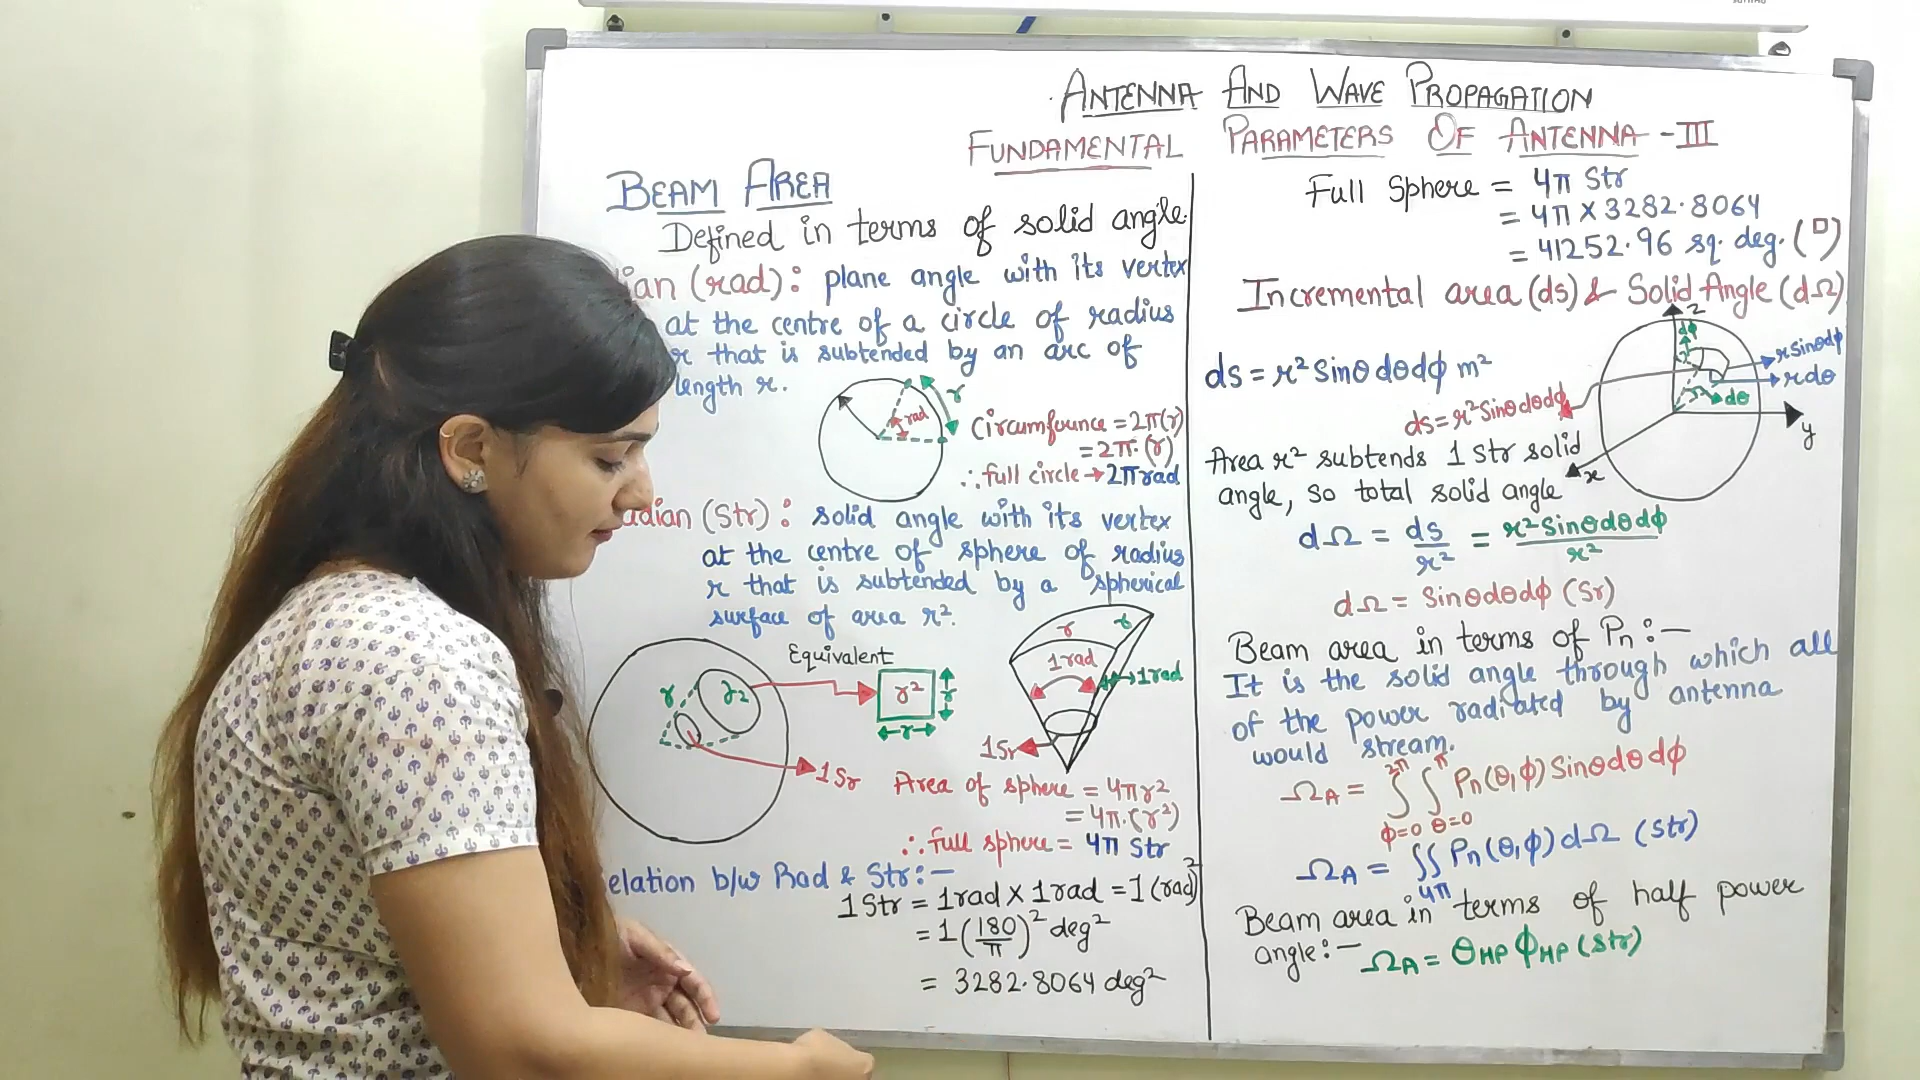 ANTENNA AND WAVE PROPAGATION
FUNDAMENTAL PARAMETERS OF ANTENNA - III
BEAM AREA
Defined in terms of solid angle.
ian (rad): plane angle with its vertex
at the centre of a circle of radius
r that is subtended by an arc of
length r.
r
1 rad
Circumfounce = 2π(r)
= 2π.(r)
∴ full circle → 2π rad
adian (Str): solid angle with its vertex
at the centre of sphere of radius
r that is subtended by a spherical
surface of area r².
Equivalent
r
r²
r
r
1 Sr
r
r
1 rad
1 rad
1 Sr
Area of sphere = 4πr²
= 4π.(r²)
∴ full sphere = 4π Str
elation b/w Rad & Str:-
1 Str = 1 rad x 1 rad = 1 (rad)²
= 1 (180/π)² deg²
= 3282.8064 deg²
Full Sphere = 4π Str
= 4π x 3282.8064
= 41252.96 sq. deg. (□)
Incremental area (ds) & Solid Angle (dΩ)
ds = r² Sinθ dθ dφ m²
z
dφ
r sinθdφ
r dθ
dθ
y
x
ds = r² Sinθ dθ dφ
Area r² subtends 1 Str solid
angle, so total solid angle
dΩ = ds/r² = r² Sinθ dθ dφ/r²
dΩ = Sinθ dθ dφ (Sr)
Beam area in terms of Pn:-
It is the solid angle through which all
of the power radiated by antenna
would stream.
ΩA = ∫φ=0^2π ∫θ=0^π Pn(θ,φ) Sinθ dθ dφ
ΩA = ∬4π Pn(θ,φ) dΩ (Str)
Beam area in terms of half power
angle:- ΩA = θHP φHP (Str)